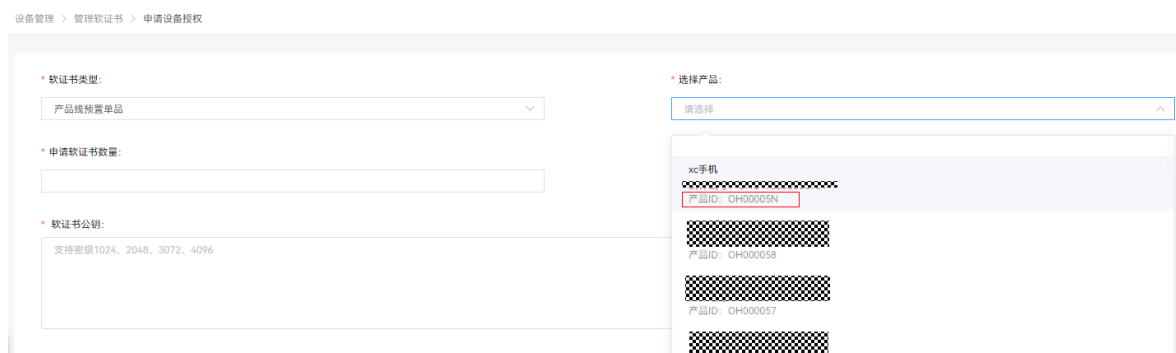 设备管理 > 管理软证书 > 申请设备授权
* 软证书类型:
产品线预置单品
* 选择产品:
请选择
* 申请软证书数量:
xc手机
产品ID: OH00005N
* 软证书公钥:
支持密级1024、2048、3072、4096
产品ID: OH000058
产品ID: OH000057